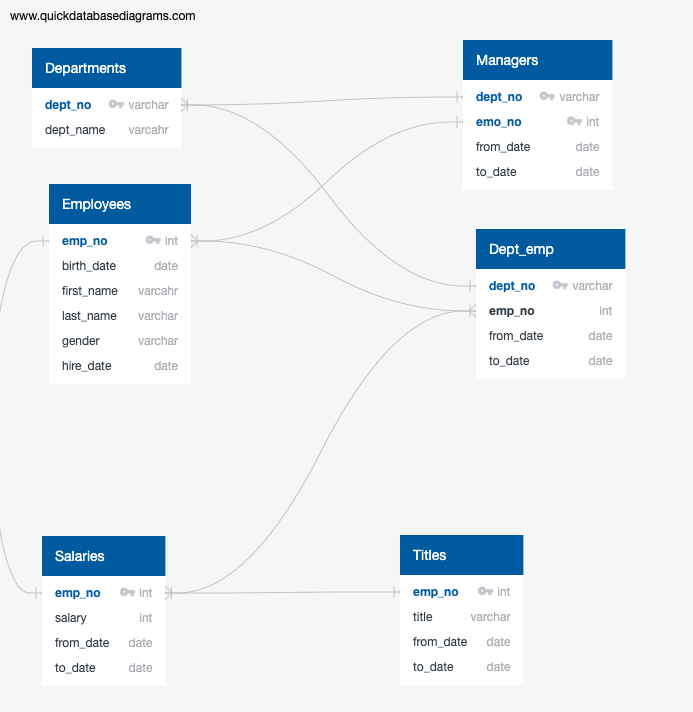 www.quickdatabasediagrams.com
Departments
dept_no varchar
dept_name varcahr
Managers
dept_no varchar
emo_no int
from_date date
to_date date
Employees
emp_no int
birth_date date
first_name varcahr
last_name varchar
gender varchar
hire_date date
Dept_emp
dept_no varchar
emp_no int
from_date date
to_date date
Salaries
emp_no int
salary int
from_date date
to_date date
Titles
emp_no int
title varchar
from_date date
to_date date